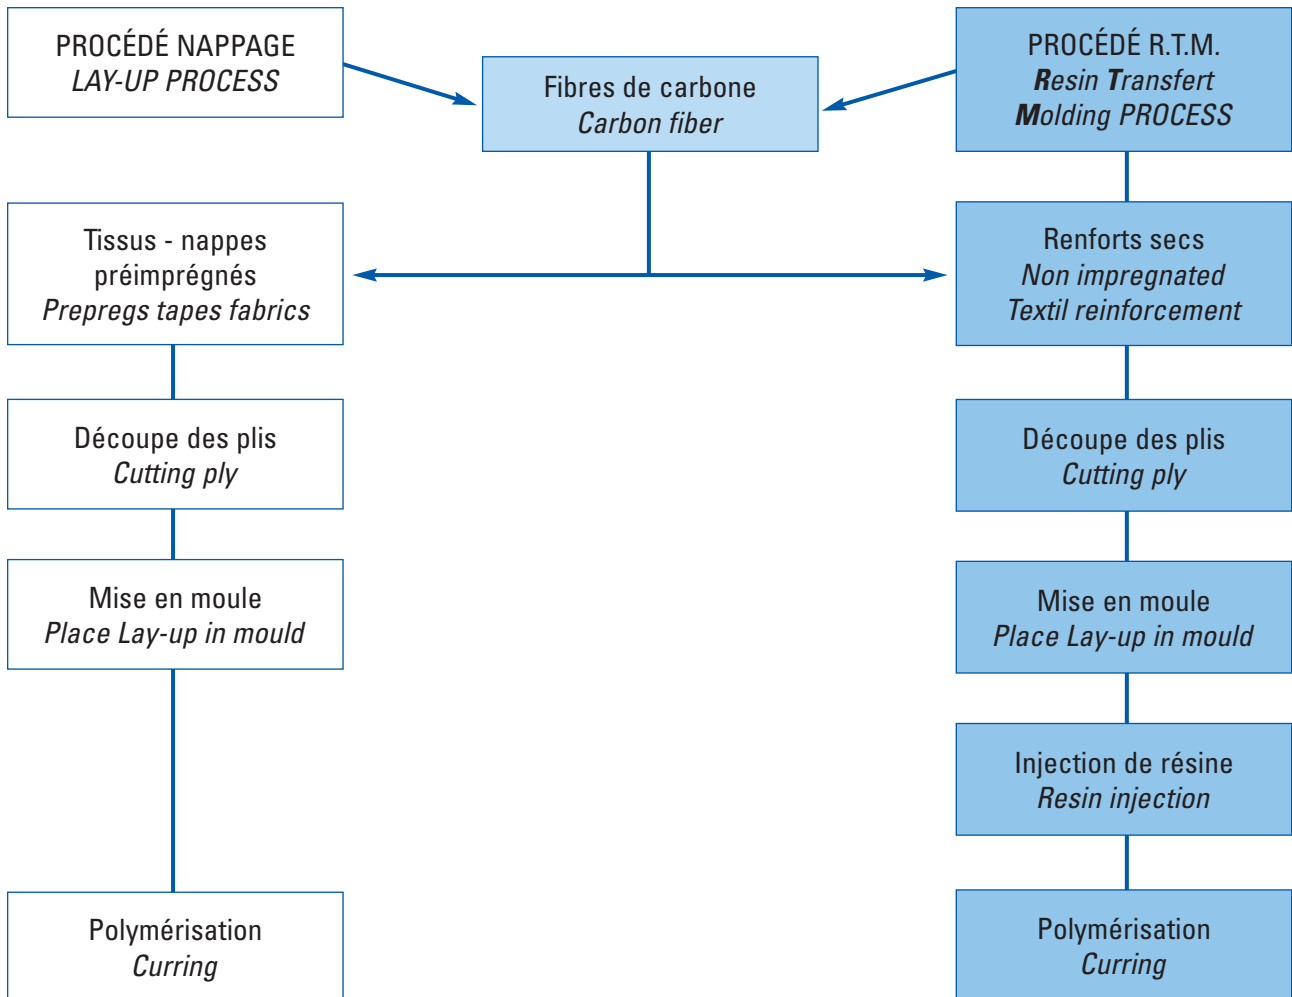 PROCÉDÉ NAPPAGE
LAY-UP PROCESS
Fibres de carbone
Carbon fiber
PROCÉDÉ R.T.M.
Resin Transfert
Molding PROCESS
Tissus - nappes
préimprégnés
Prepregs tapes fabrics
Renforts secs
Non impregnated
Textil reinforcement
Découpe des plis
Cutting ply
Découpe des plis
Cutting ply
Mise en moule
Place Lay-up in mould
Mise en moule
Place Lay-up in mould
Injection de résine
Resin injection
Polymérisation
Curring
Polymérisation
Curring